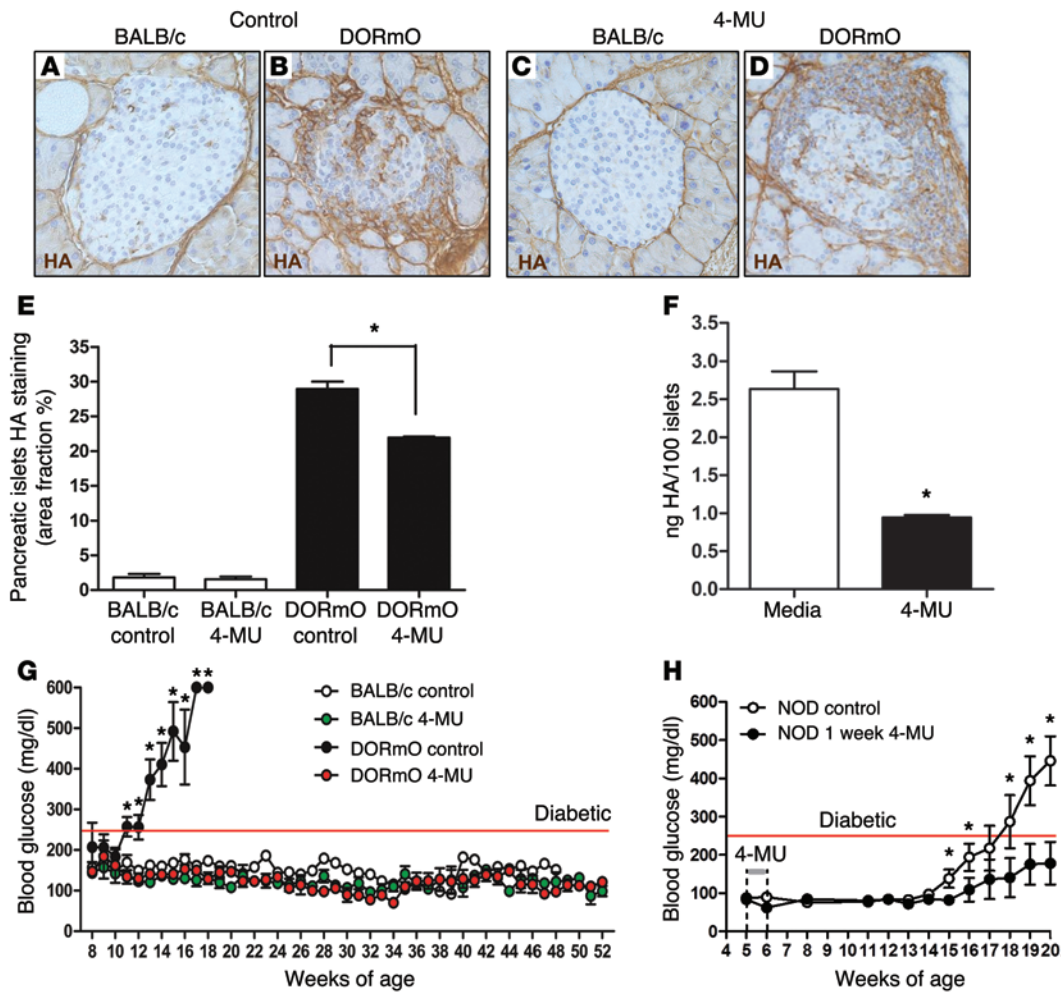 Control
4-MU
BALB/c
DORmO
BALB/c
DORmO
A
B
C
D
HA
HA
HA
HA
E
Pancreatic islets HA staining
(area fraction %)
35
30
25
20
15
10
5
0
*
BALB/c
control
BALB/c
4-MU
DORmO
control
DORmO
4-MU
F
ng HA/100 islets
3.5
3.0
2.5
2.0
1.5
1.0
0.5
0.0
*
Media
4-MU
G
Blood glucose (mg/dl)
600
500
400
300
200
100
0
* * * * * * * *
BALB/c control
BALB/c 4-MU
DORmO control
DORmO 4-MU
Diabetic
8 10 12 14 16 18 20 22 24 26 28 30 32 34 36 38 40 42 44 46 48 50 52
Weeks of age
H
Blood glucose (mg/dl)
600
500
400
300
200
100
0
NOD control
NOD 1 week 4-MU
Diabetic
4-MU
* * * * *
4 5 6 7 8 9 10 11 12 13 14 15 16 17 18 19 20
Weeks of age